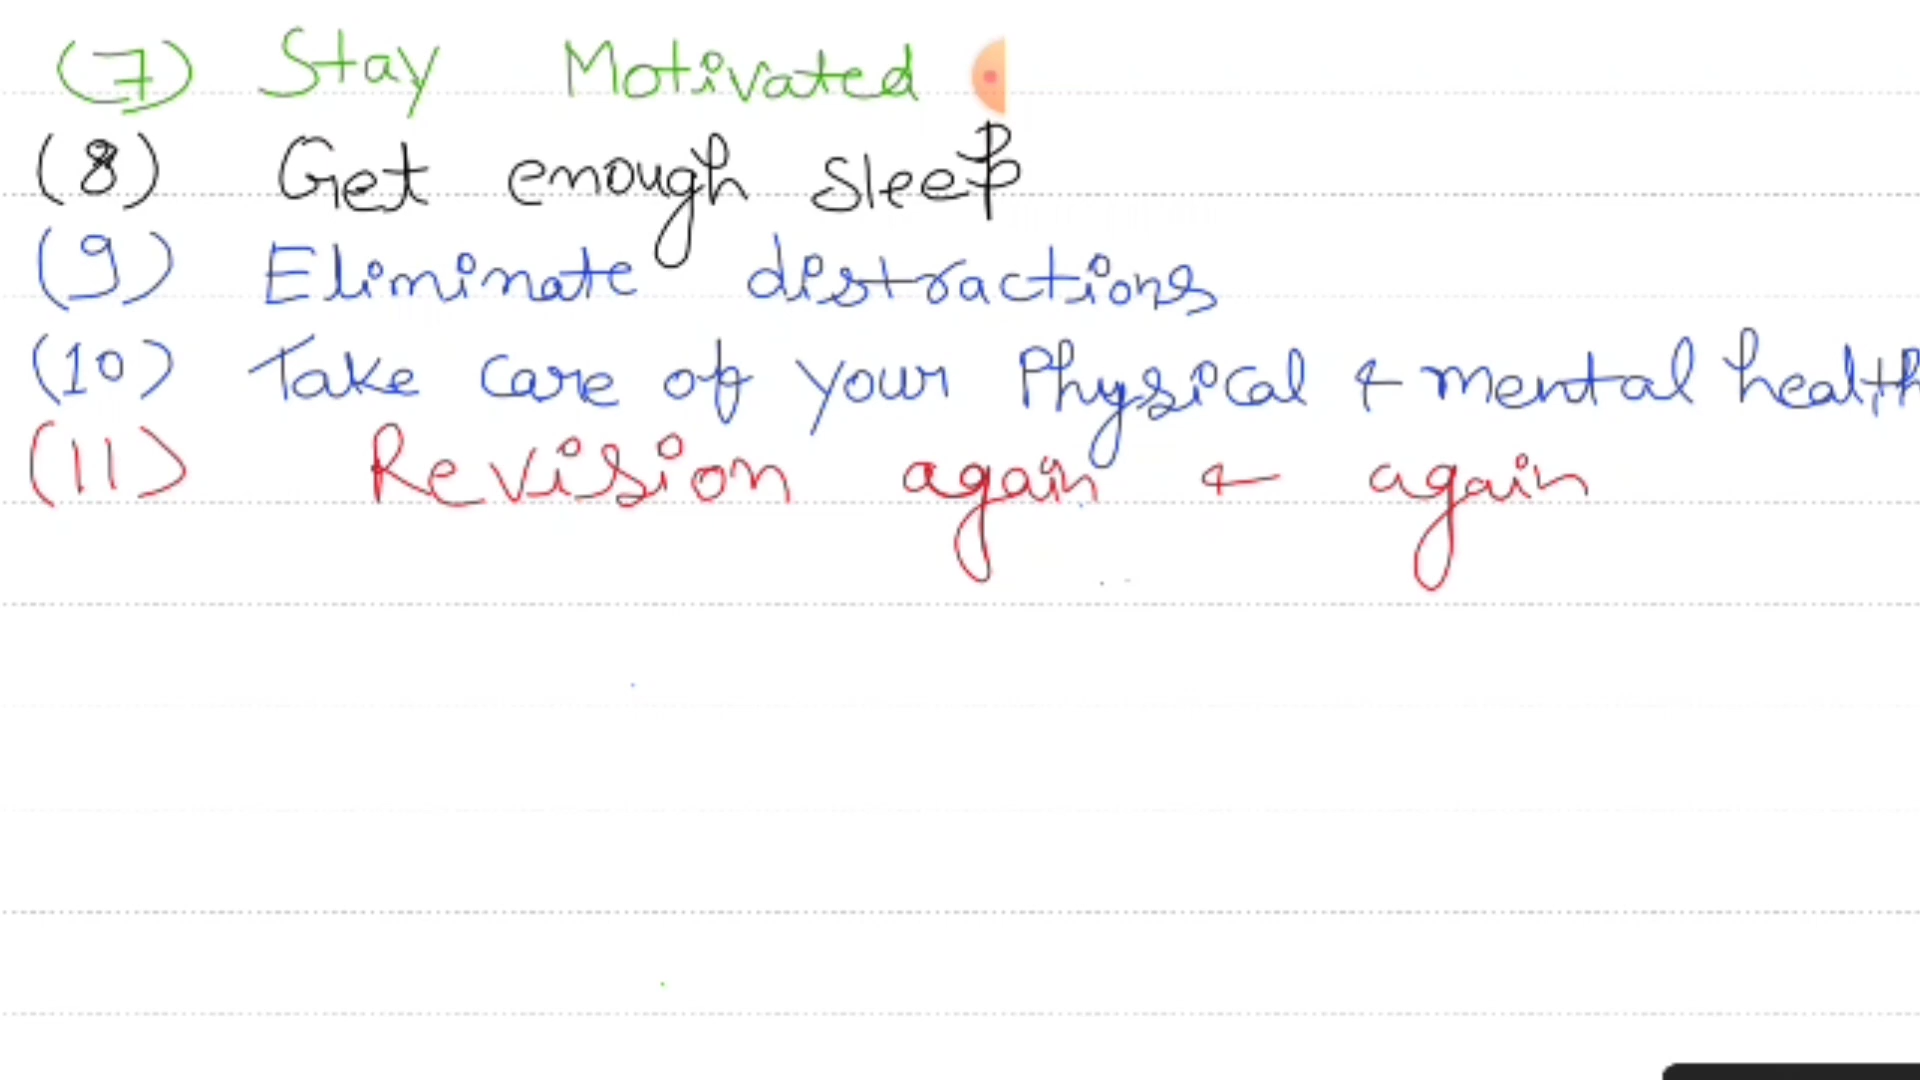 (7) Stay Motivated
(8) Get enough sleep
(9) Eliminate distractions
(10) Take care of your Physical & mental health
(11) Revision again & again